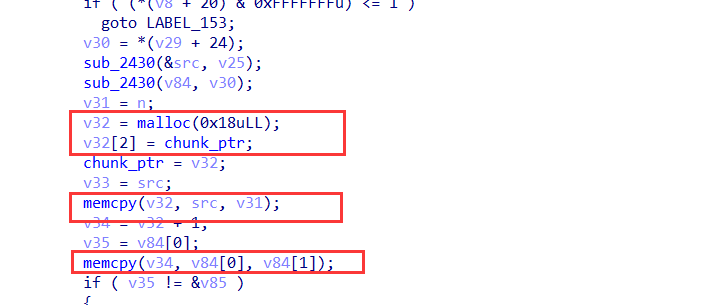 if ( (*(v8 + 20) & 0xFFFFFFFu) <= 1 )
goto LABEL_153;
v30 = *(v29 + 24);
sub_2430(&src, v25);
sub_2430(v84, v30);
v31 = n;
v32 = malloc(0x18uLL);
v32[2] = chunk_ptr;
chunk_ptr = v32;
v33 = src;
memcpy(v32, src, v31);
v34 = v32 + 1;
v35 = v84[0];
memcpy(v34, v84[0], v84[1]);
if ( v35 != &v85 )
{